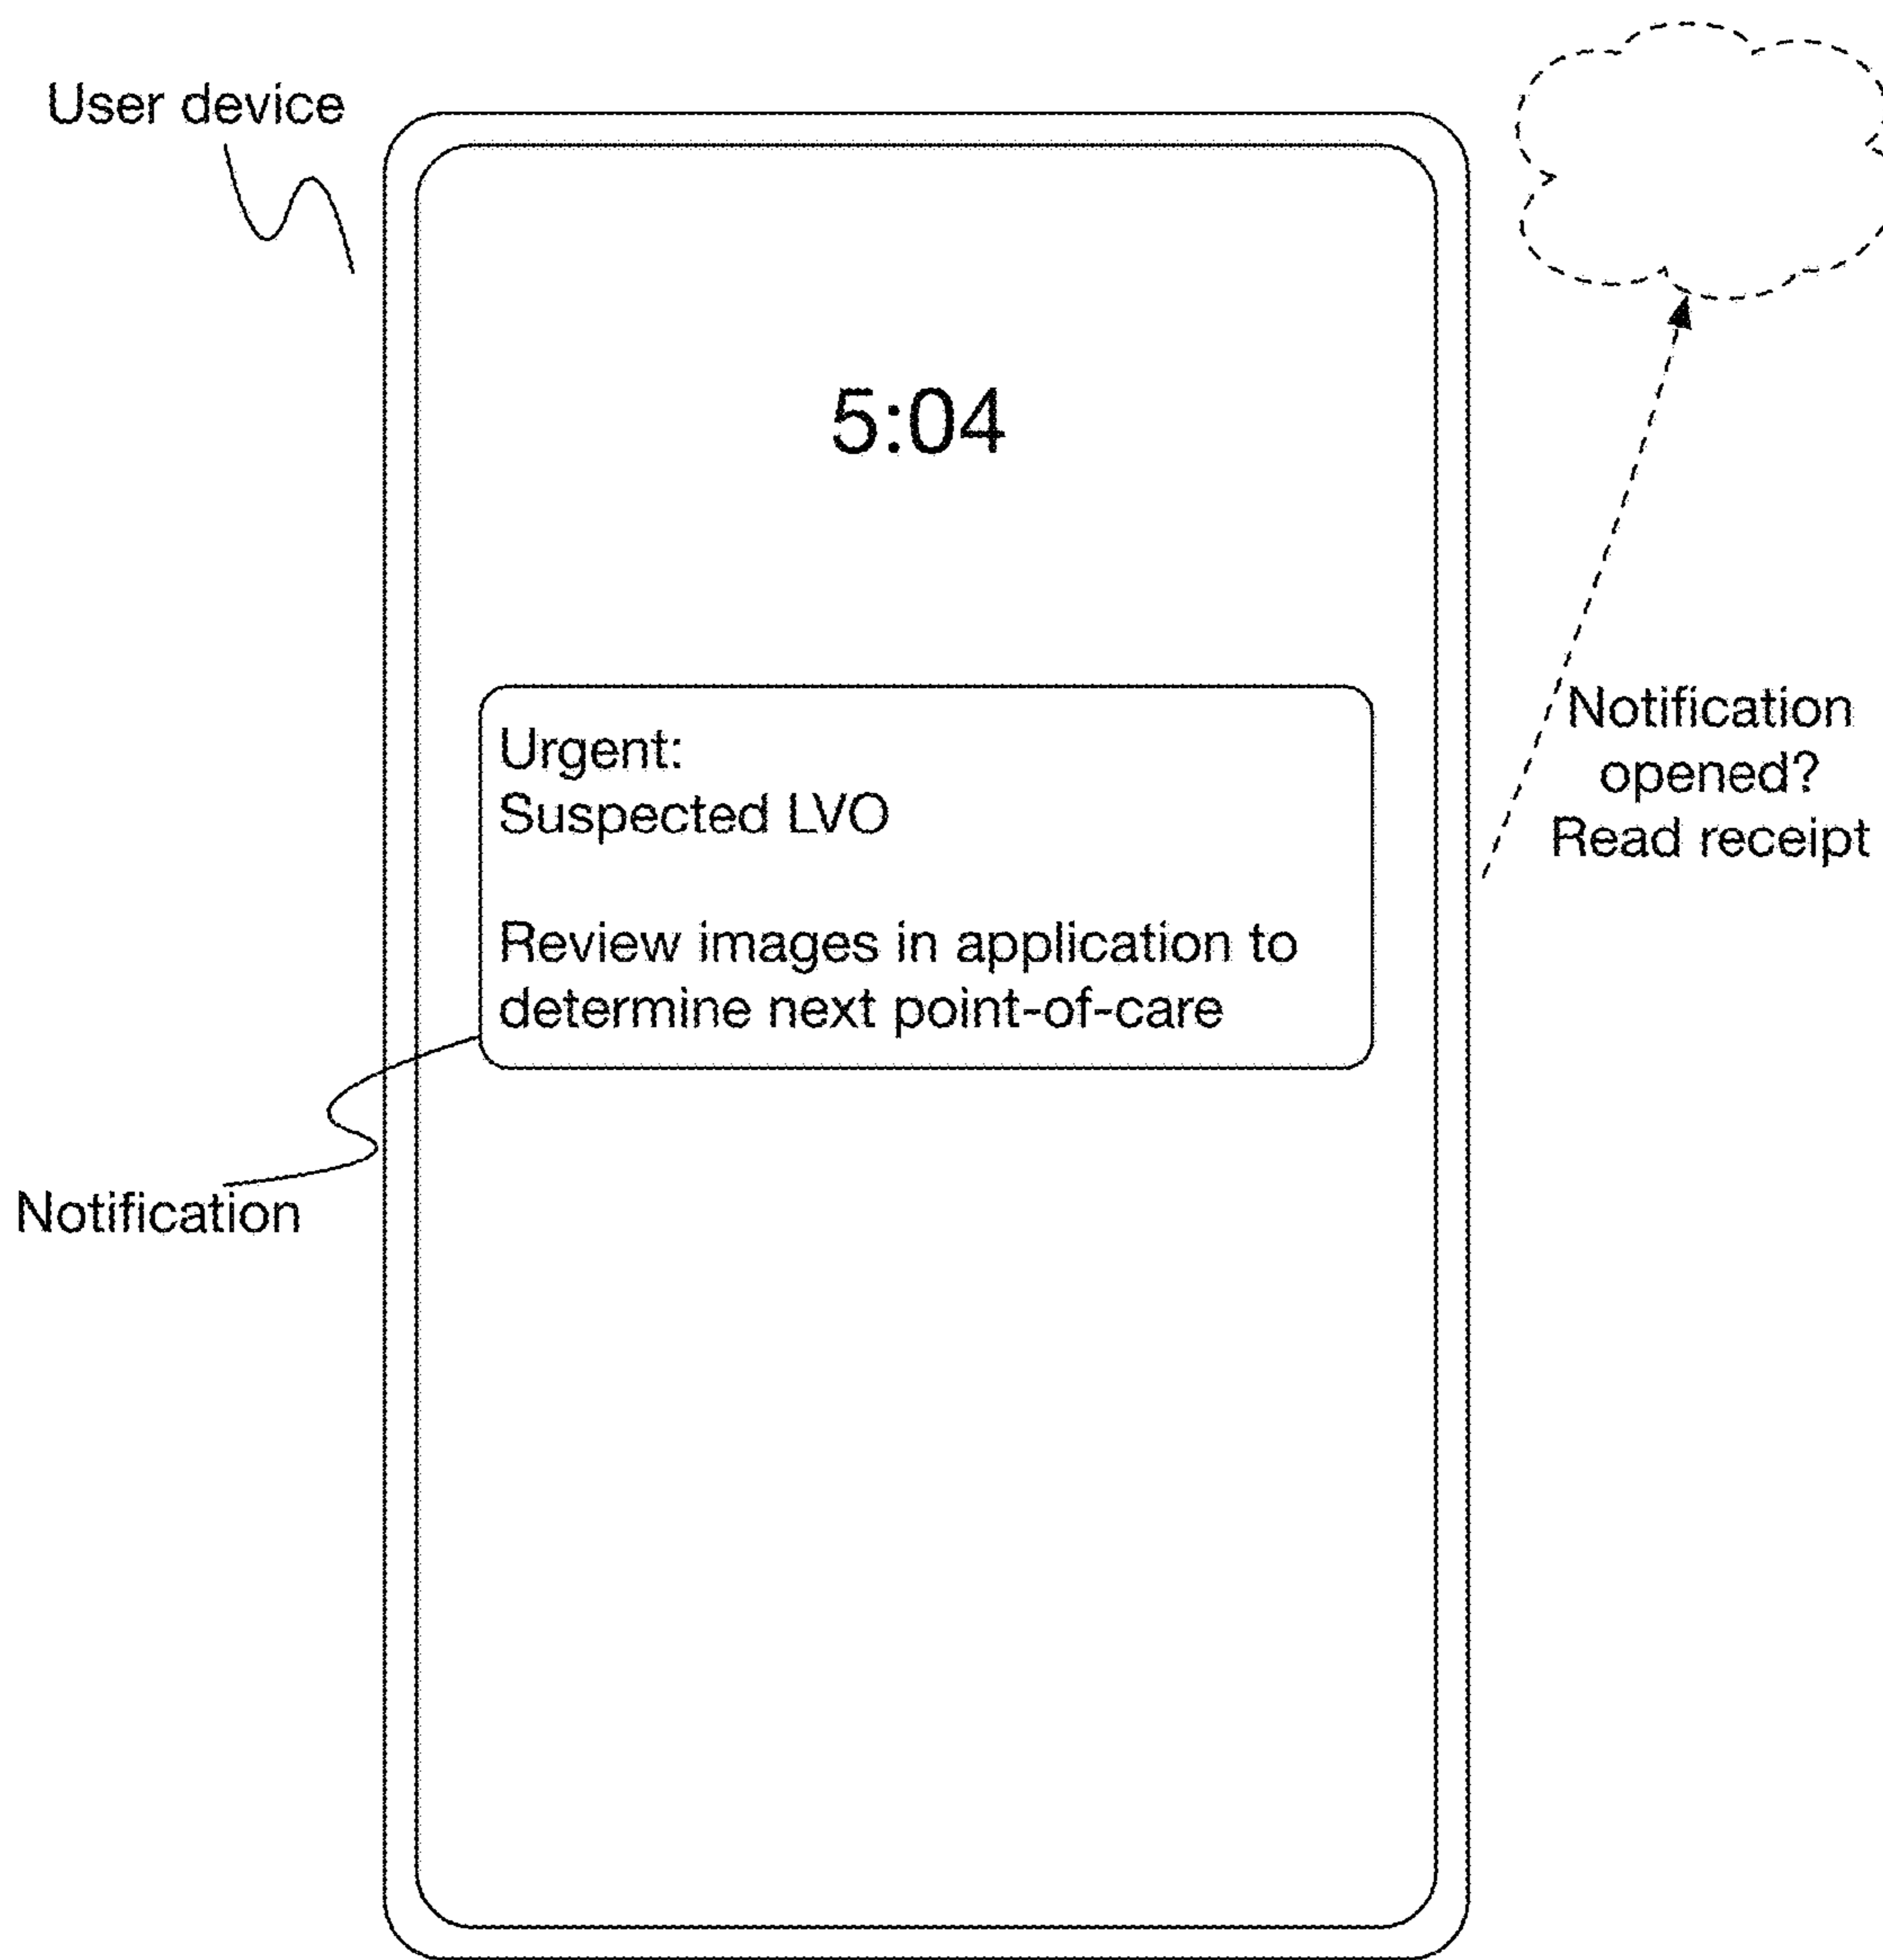 User device
5:04
Urgent:
Suspected LVO
Review images in application to
determine next point-of-care
Notification
opened?
Read receipt
Notification